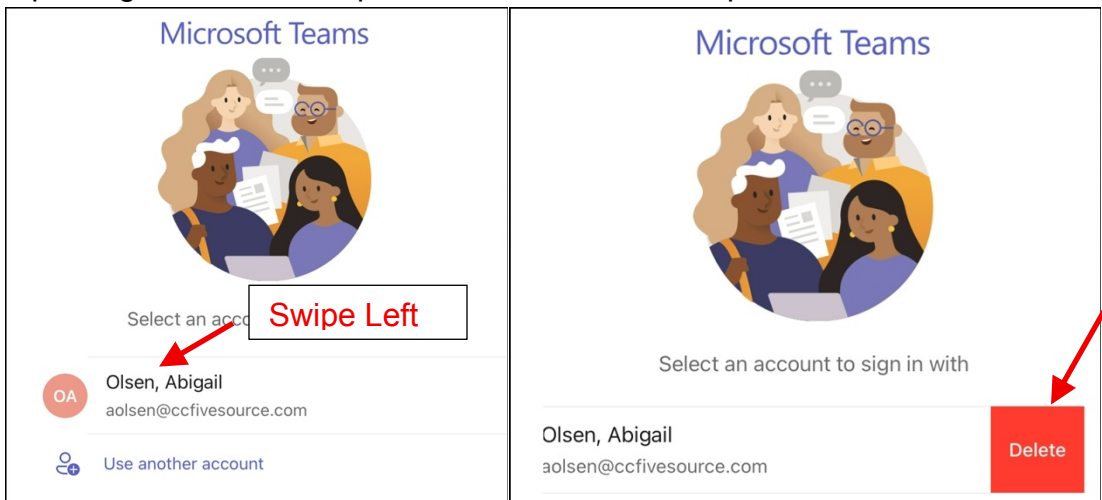 Microsoft Teams
Swipe Left
Select an acco
OA
Olsen, Abigail
aolsen@ccfivesource.com
Use another account
Microsoft Teams
Select an account to sign in with
Olsen, Abigail
aolsen@ccfivesource.com
Delete